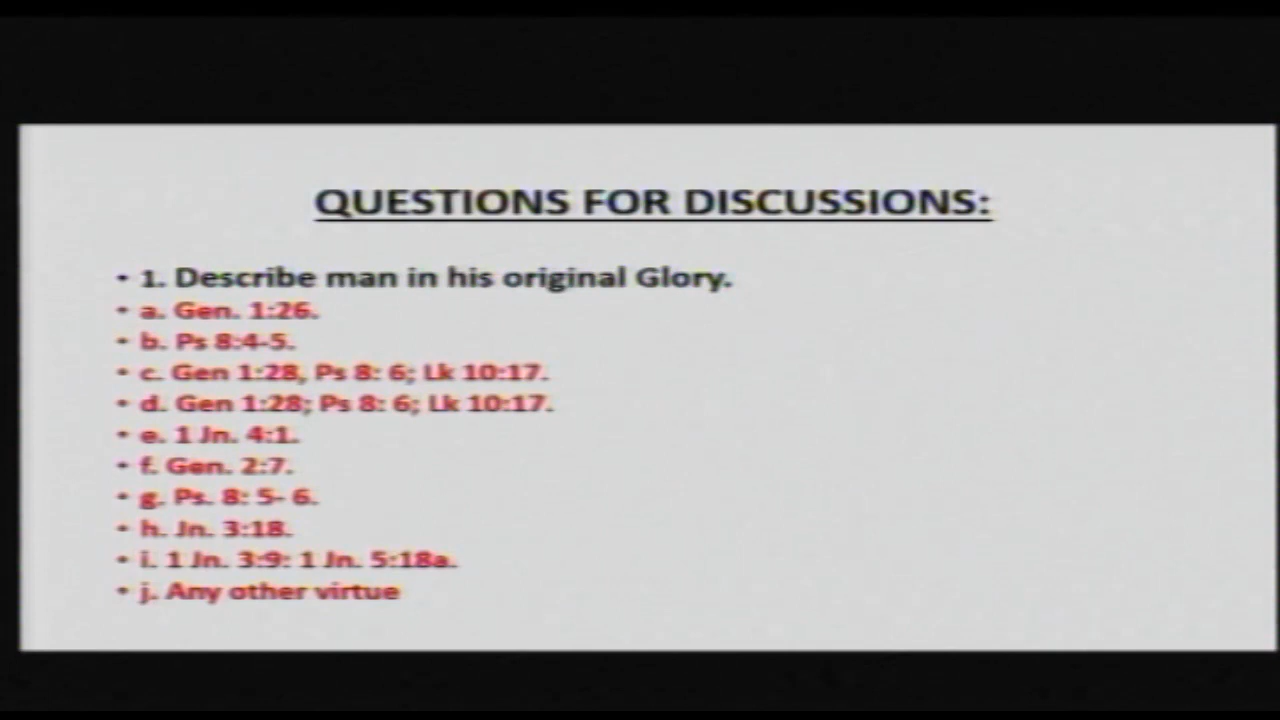 QUESTIONS FOR DISCUSSIONS:
• 1. Describe man in his original Glory.
• a. Gen. 1:26.
• b. Ps 8:4-5.
• c. Gen 1:28, Ps 8: 6; Lk 10:17.
• d. Gen 1:28; Ps 8: 6; Lk 10:17.
• e. 1 Jn. 4:1.
• f. Gen. 2:7.
• g. Ps. 8: 5- 6.
• h. Jn. 3:18.
• i. 1 Jn. 3:9: 1 Jn. 5:18a.
• j. Any other virtue